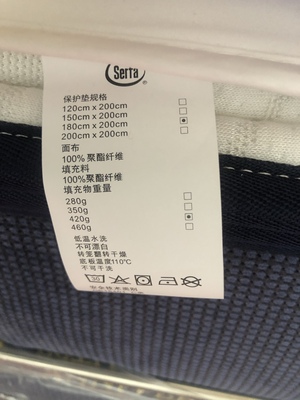 Serta®
保护垫规格
120cm x 200cm
150cm x 200cm
180cm x 200cm
200cm x 200cm
面布
100%聚酯纤维
填充料
100%聚酯纤维
填充物重量
280g
350g
420g
460g
低温水洗
不可漂白
转笼翻转干燥
底板温度110℃
不可干洗